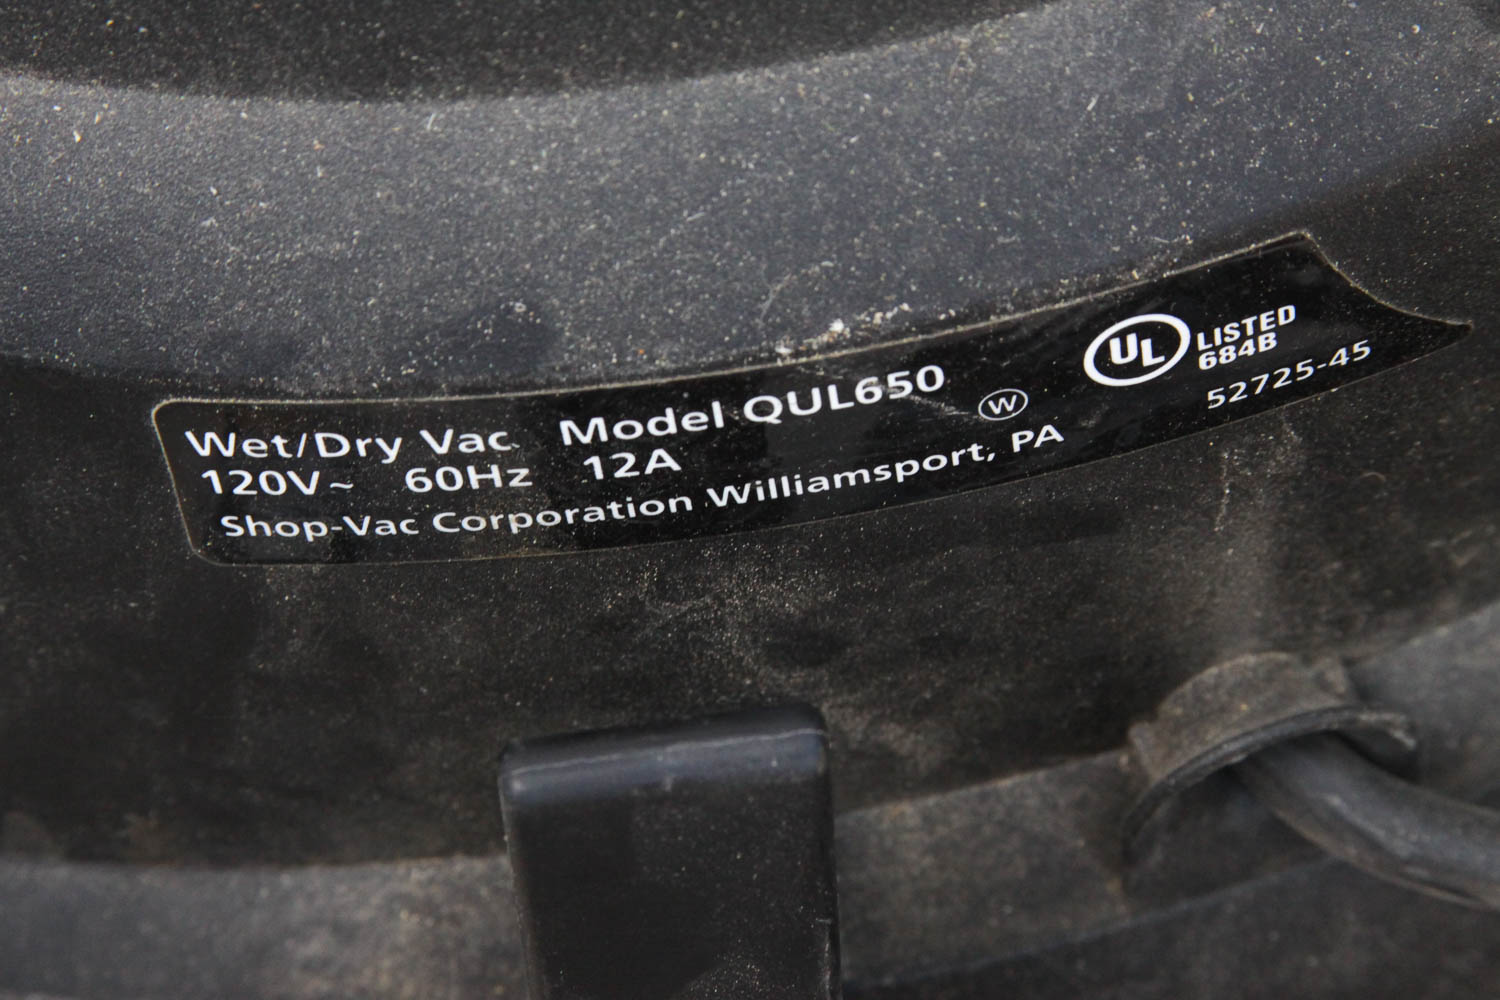 Wet/Dry Vac Model QUL650
120V~ 60Hz 12A
Shop-Vac Corporation Williamsport, PA
W
UL LISTED
684B
52725-45